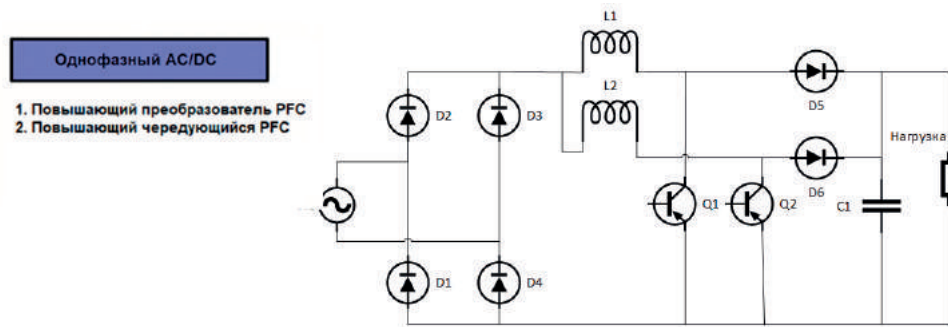 Однофазный AC/DC
1. Повышающий преобразователь PFC
2. Повышающий чередующийся PFC
L1
L2
D2
D3
D5
Нагрузка
D6
Q1
Q2
C1
D1
D4